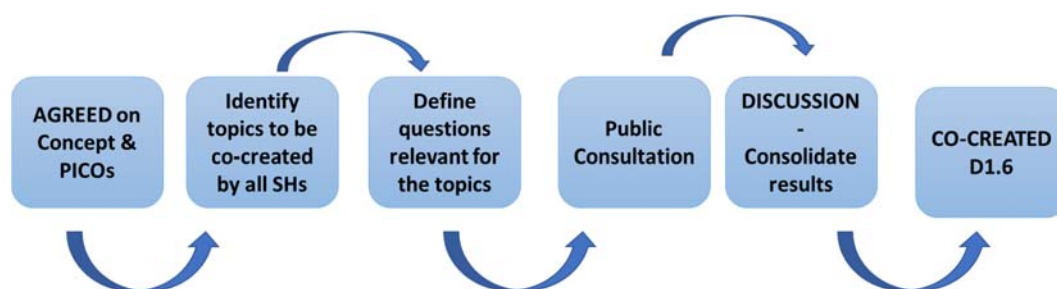 AGREED on
Concept &
PICOs
Identify
topics to be
co-created
by all SHs
Define
questions
relevant for
the topics
Public
Consultation
DISCUSSION
-
Consolidate
results
CO-CREATED
D1.6